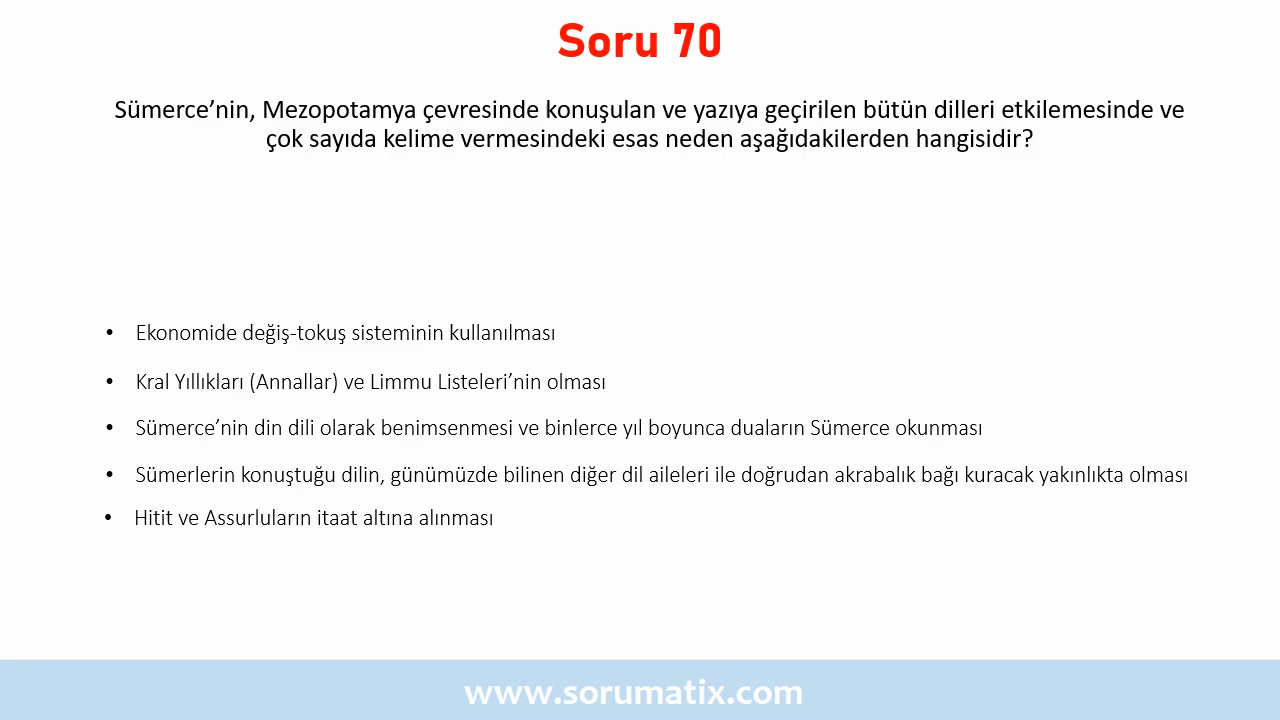 Soru 70
Sümerce’nin, Mezopotamya çevresinde konuşulan ve yazıya geçirilen bütün dilleri etkilemesinde ve
çok sayıda kelime vermesindeki esas neden aşağıdakilerden hangisidir?
• Ekonomide değiş-tokuş sisteminin kullanılması
• Kral Yıllıkları (Annallar) ve Limmu Listeleri’nin olması
• Sümerce’nin din dili olarak benimsenmesi ve binlerce yıl boyunca duaların Sümerce okunması
• Sümerlerin konuştuğu dilin, günümüzde bilinen diğer dil aileleri ile doğrudan akrabalık bağı kuracak yakınlıkta olması
• Hitit ve Assurluların itaat altına alınması
www.sorumatix.com